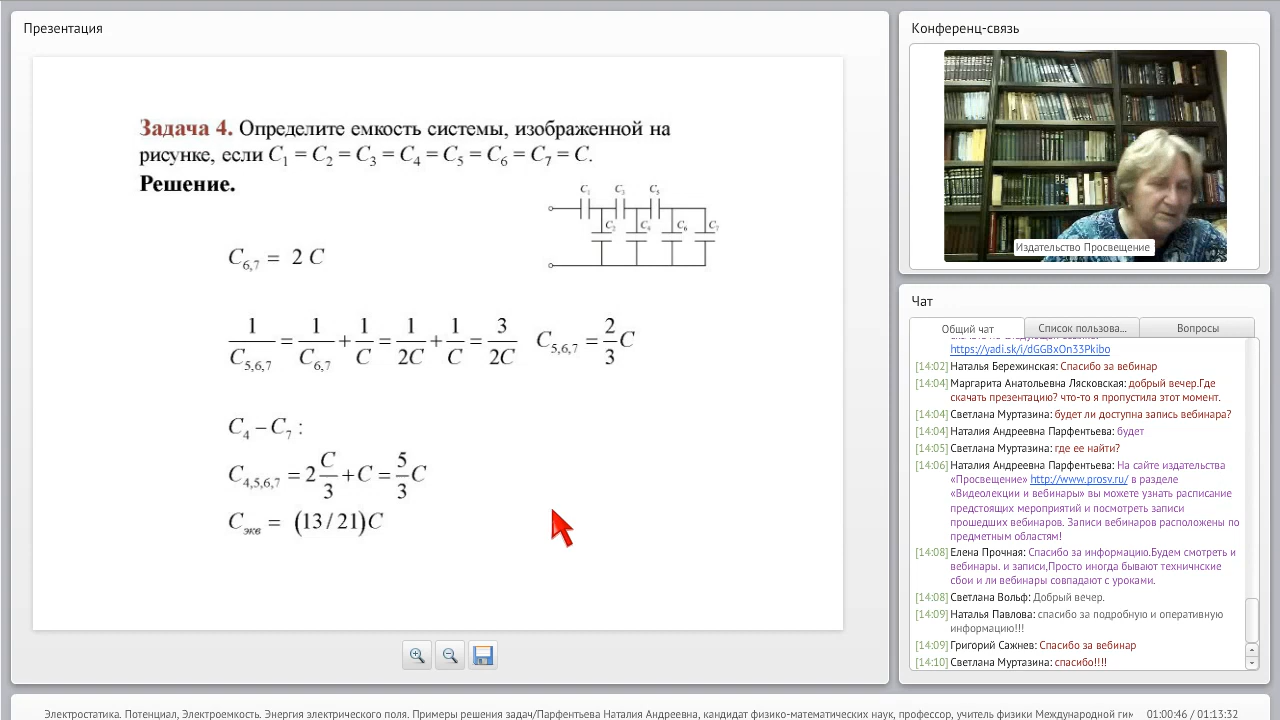 Презентация
Задача 4. Определите емкость системы, изображенной на
рисунке, если C₁ = C₂ = C₃ = C₄ = C₅ = C₆ = C₇ = C.
Решение.
C₁ C₃ C₅
C₂ C₄ C₆ C₇
C₆,₇ = 2 C
1/C₅,₆,₇ = 1/C₆,₇ + 1/C = 1/2C + 1/C = 3/2C C₅,₆,₇ = 2/3 C
C₄ – C₇ :
C₄,₅,₆,₇ = 2 C/3 + C = 5/3 C
Cэкв = (13/21)C
Конференц-связь
Издательство Просвещение
Чат
Общий чат Список пользова... Вопросы
https://yadi.sk/i/dGGBxOn33Pkibo
[14:02] Наталья Бережинская: Спасибо за вебинар
[14:04] Маргарита Анатольевна Лясковская: добрый вечер.Где
скачать презентацию? что-то я пропустила этот момент.
[14:04] Светлана Муртазина: будет ли доступна запись вебинара?
[14:04] Наталия Андреевна Парфентьева: будет
[14:05] Светлана Муртазина: где ее найти?
[14:06] Наталия Андреевна Парфентьева: На сайте издательства
«Просвещение» http://www.prosv.ru/ в разделе
«Видеолекции и вебинары» вы можете узнать расписание
предстоящих мероприятий и посмотреть записи
прошедших вебинаров. Записи вебинаров расположены по
предметным областям!
[14:08] Елена Прочная: Спасибо за информацию.Будем смотреть и
вебинары. и записи,Просто иногда бывают техничнские
сбои и ли вебинары совпадают с уроками.
[14:08] Светлана Вольф: Добрый вечер.
[14:09] Наталья Павлова: спасибо за подробную и оперативную
информацию!!!
[14:09] Григорий Сажнев: Спасибо за вебинар
[14:10] Светлана Муртазина: спасибо!!!!
Электростатика. Потенциал, Электроемкость. Энергия электрического поля. Примеры решения задач/Парфентьева Наталия Андреевна, кандидат физико-математических наук, профессор, учитель физики Международной гим 01:00:46 / 01:13:32